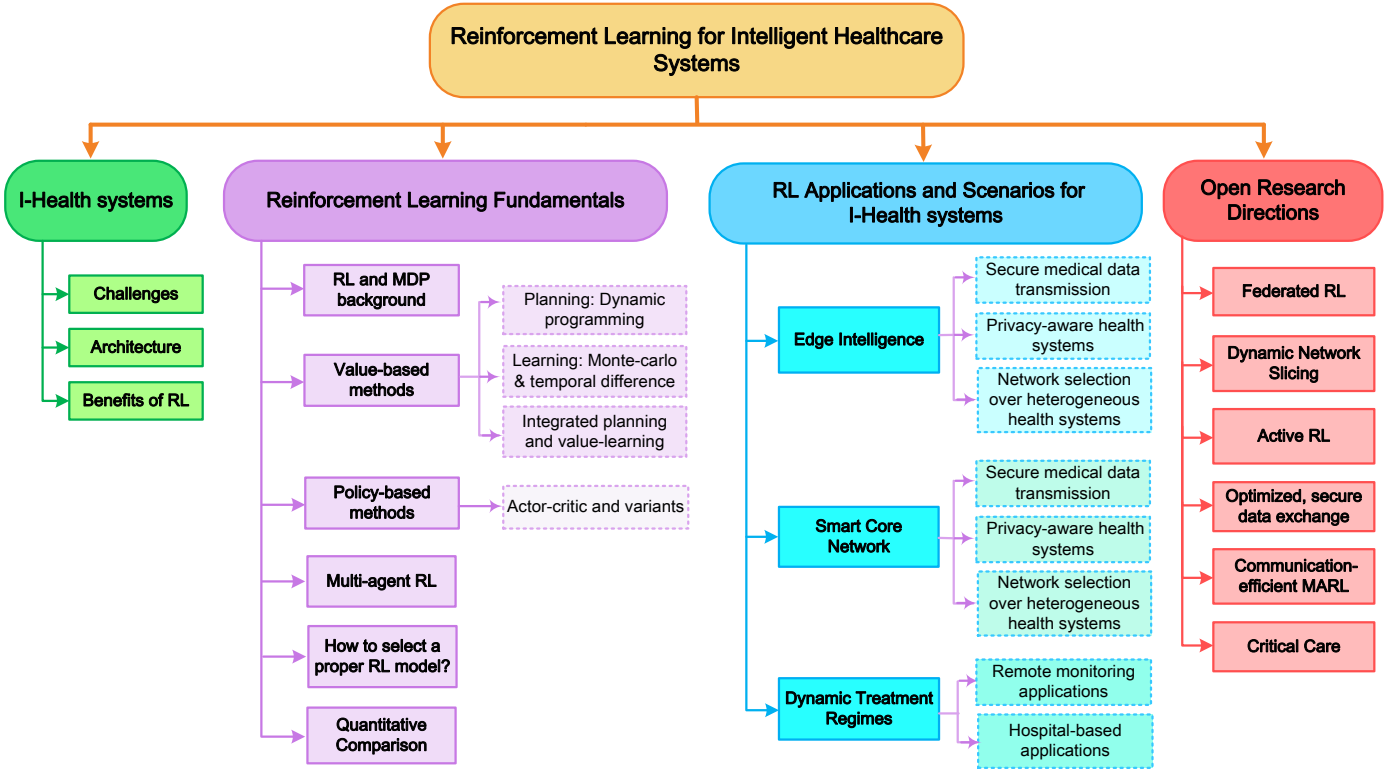 Reinforcement Learning for Intelligent Healthcare
Systems
I-Health systems
Challenges
Architecture
Benefits of RL
Reinforcement Learning Fundamentals
RL and MDP
background
Value-based
methods
Planning: Dynamic
programming
Learning: Monte-carlo
& temporal difference
Integrated planning
and value-learning
Policy-based
methods
Actor-critic and variants
Multi-agent RL
How to select a
proper RL model?
Quantitative
Comparison
RL Applications and Scenarios for
I-Health systems
Edge Intelligence
Secure medical data
transmission
Privacy-aware health
systems
Network selection
over heterogeneous
health systems
Smart Core
Network
Secure medical data
transmission
Privacy-aware health
systems
Network selection
over heterogeneous
health systems
Dynamic Treatment
Regimes
Remote monitoring
applications
Hospital-based
applications
Open Research
Directions
Federated RL
Dynamic Network
Slicing
Active RL
Optimized, secure
data exchange
Communication-
efficient MARL
Critical Care